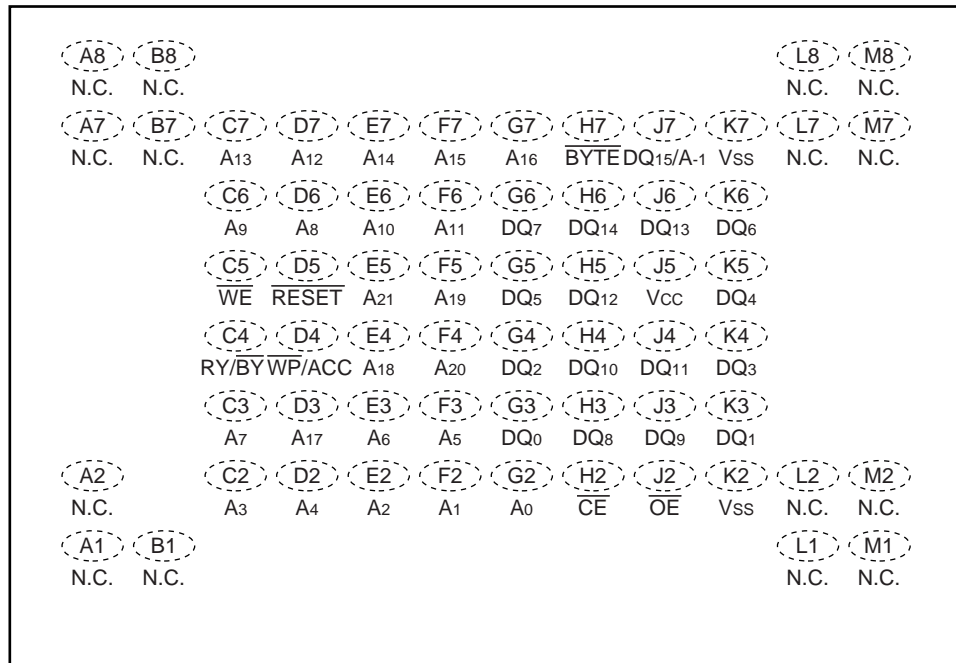 A8 B8 L8 M8
N.C. N.C. N.C. N.C.
A7 B7 C7 D7 E7 F7 G7 H7 J7 K7 L7 M7
N.C. N.C. A13 A12 A14 A15 A16 BYTE DQ15/A-1 VSS N.C. N.C.
C6 D6 E6 F6 G6 H6 J6 K6
A9 A8 A10 A11 DQ7 DQ14 DQ13 DQ6
C5 D5 E5 F5 G5 H5 J5 K5
WE RESET A21 A19 DQ5 DQ12 VCC DQ4
C4 D4 E4 F4 G4 H4 J4 K4
RY/BY WP/ACC A18 A20 DQ2 DQ10 DQ11 DQ3
C3 D3 E3 F3 G3 H3 J3 K3
A7 A17 A6 A5 DQ0 DQ8 DQ9 DQ1
A2 C2 D2 E2 F2 G2 H2 J2 K2 L2 M2
N.C. A3 A4 A2 A1 A0 CE OE VSS N.C. N.C.
A1 B1 L1 M1
N.C. N.C. N.C. N.C.